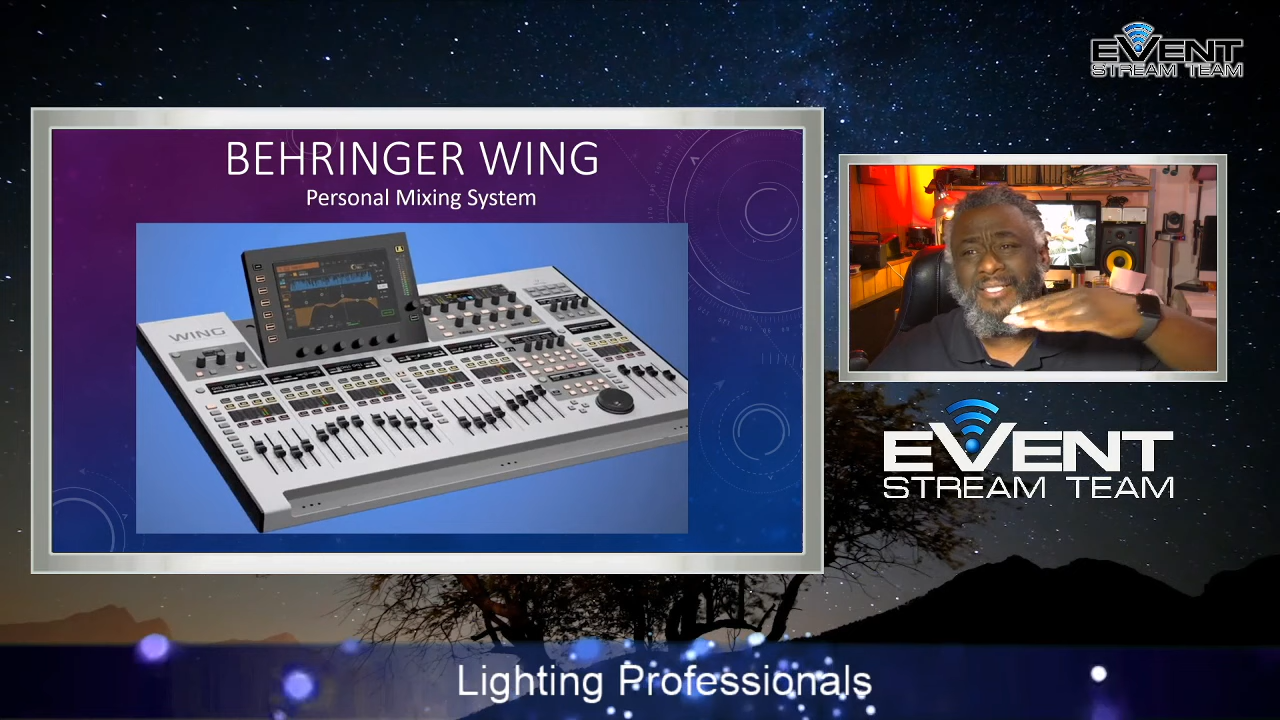 EVENT
STREAM TEAM
BEHRINGER WING
Personal Mixing System
WING
EVENT
STREAM TEAM
Lighting Professionals